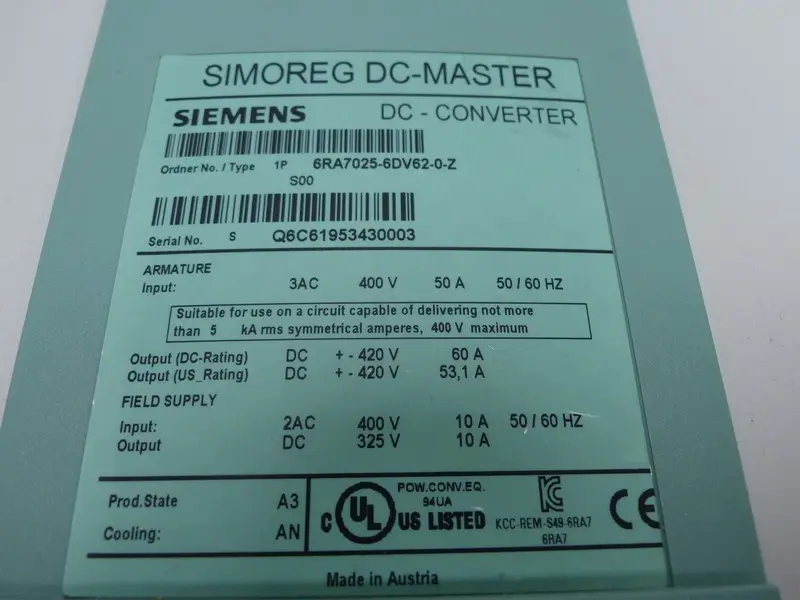 SIMOREG DC-MASTER
SIEMENS DC - CONVERTER
Ordner No. / Type 1P 6RA7025-6DV62-0-Z
S00
Serial No. S Q6C61953430003
ARMATURE
Input: 3AC 400 V 50 A 50 / 60 HZ
Suitable for use on a circuit capable of delivering not more
than 5 kA rms symmetrical amperes, 400 V maximum
Output (DC-Rating) DC + - 420 V 60 A
Output (US_Rating) DC + - 420 V 53,1 A
FIELD SUPPLY
Input: 2AC 400 V 10 A 50 / 60 HZ
Output DC 325 V 10 A
Prod.State A3
Cooling: AN
POW.CONV.EQ.
94UA
C UL US LISTED
KC
KCC-REM-S49-6RA7
6RA7
CE
Made in Austria